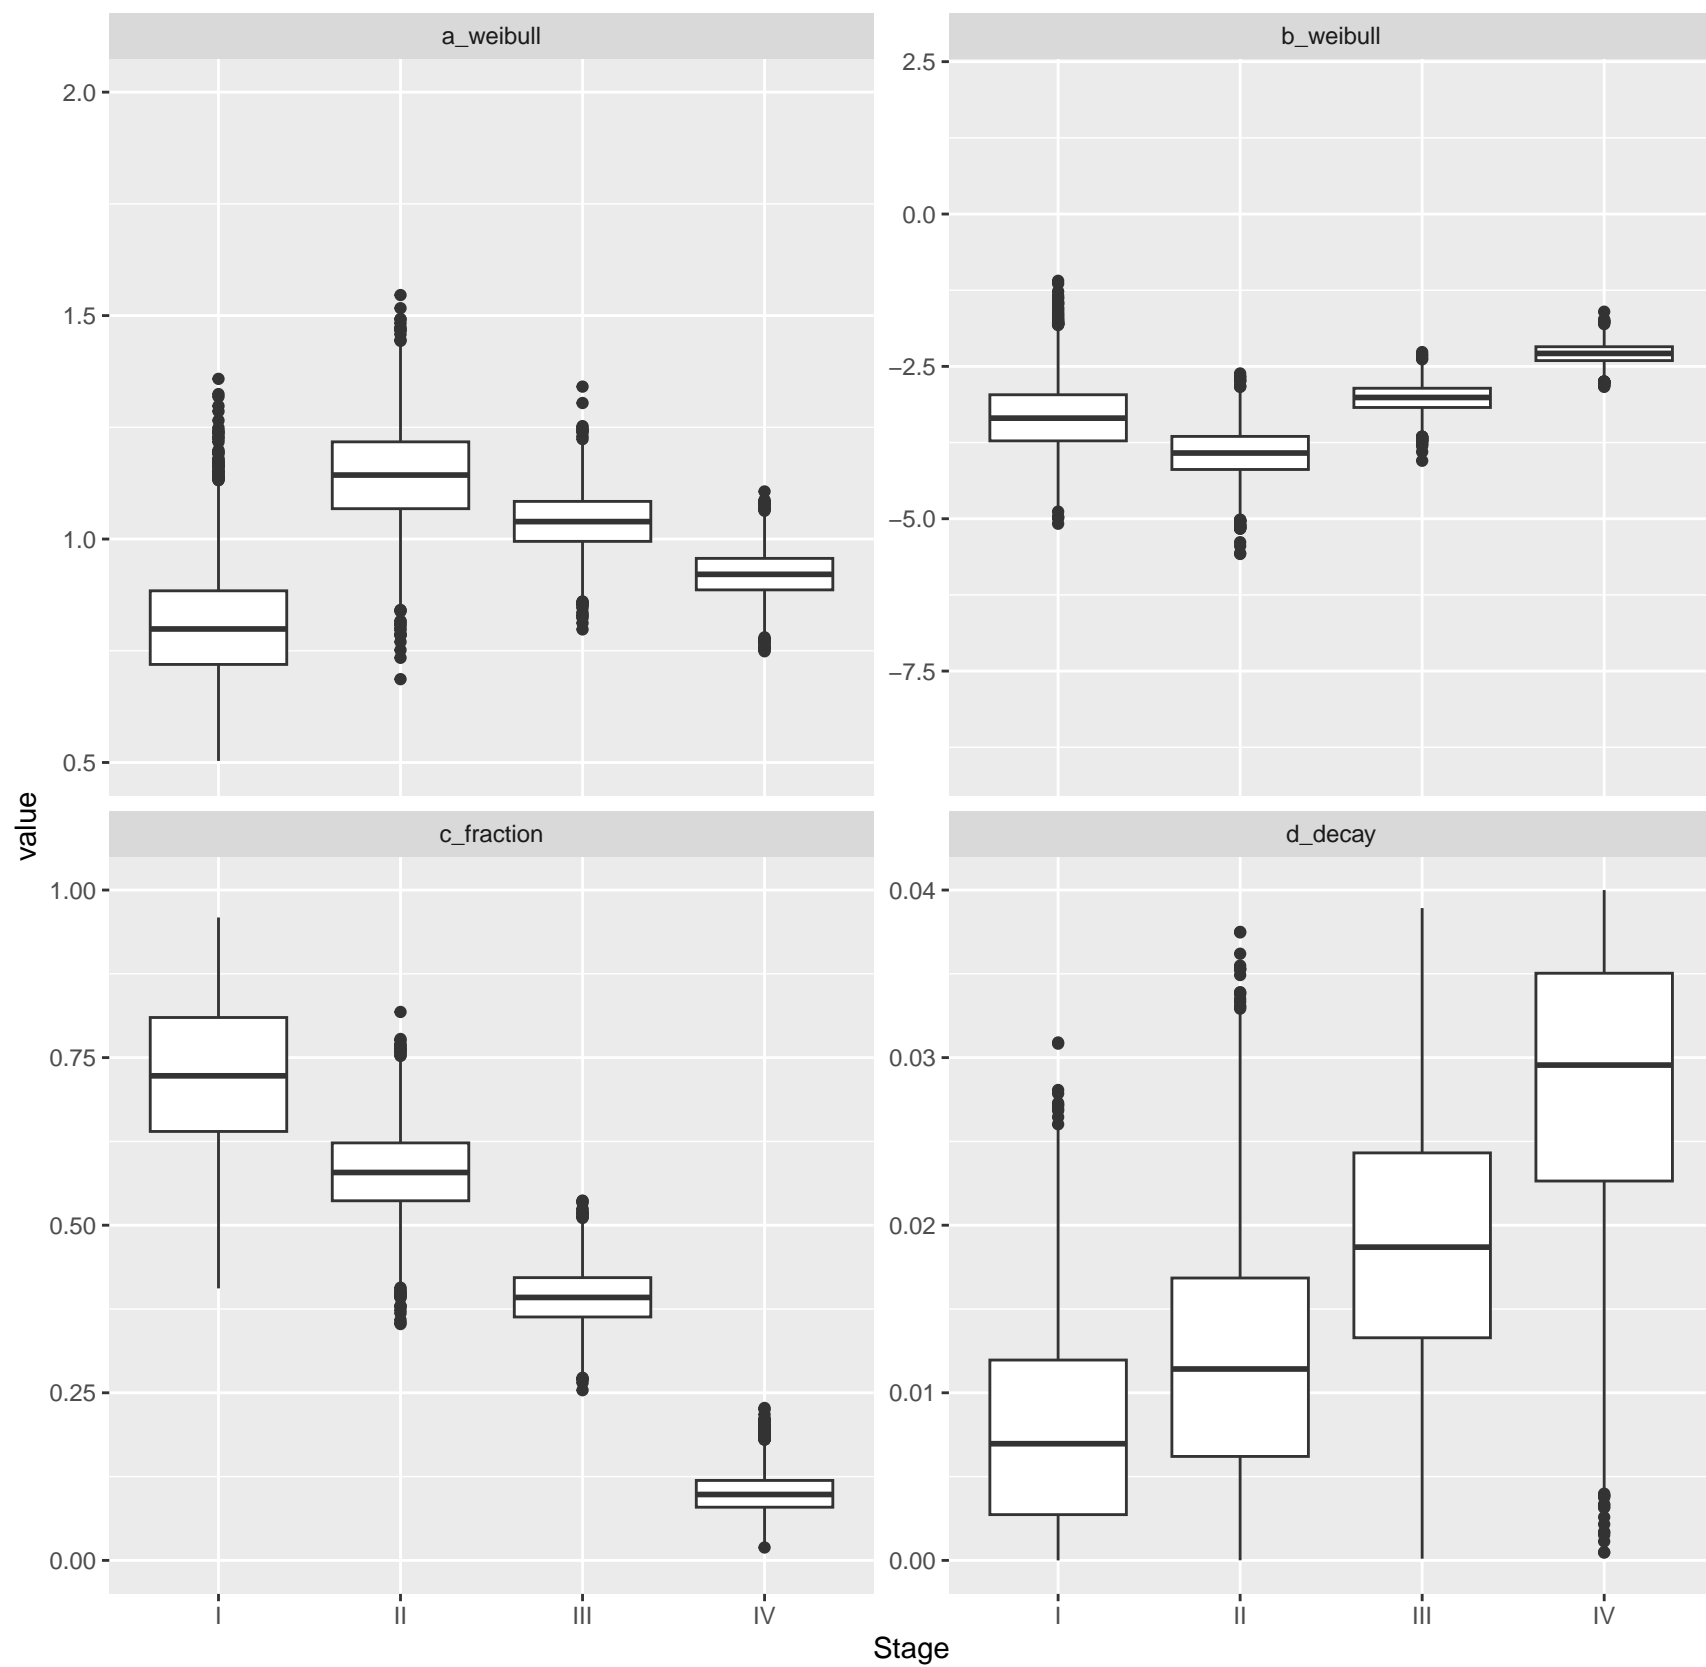 a_weibull
b_weibull
2.0
1.5
1.0
0.5
2.5
0.0
−2.5
−5.0
−7.5
value
c_fraction
d_decay
1.00
0.75
0.50
0.25
0.00
0.04
0.03
0.02
0.01
0.00
I II III IV
I II III IV
Stage